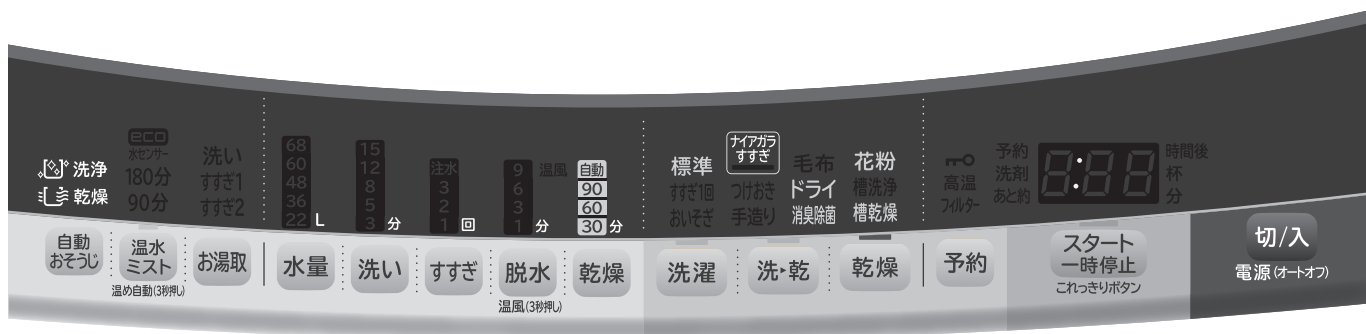 洗浄
乾燥
eco
水センサー
180分
90分
洗い
すすぎ1
すすぎ2
68
60
48
36
22 L
15
12
8
5
3 分
注水
3
2
1 回
9 温風
6
3
1 分
自動
90
60
30 分
標準
すすぎ1回
おいそぎ
ナイアガラ
すすぎ
つけおき
手造り
毛布
ドライ
消臭除菌
花粉
槽洗浄
槽乾燥
高温
フィルター
予約
洗剤
あと約
8:88
時間後
杯
分
自動
おそうじ
温水
ミスト
温め自動(3秒押し)
お湯取
水量
洗い
すすぎ
脱水
温風(3秒押し)
乾燥
洗濯
洗・乾
乾燥
予約
スタート
一時停止
これっきりボタン
切/入
電源(オートオフ)